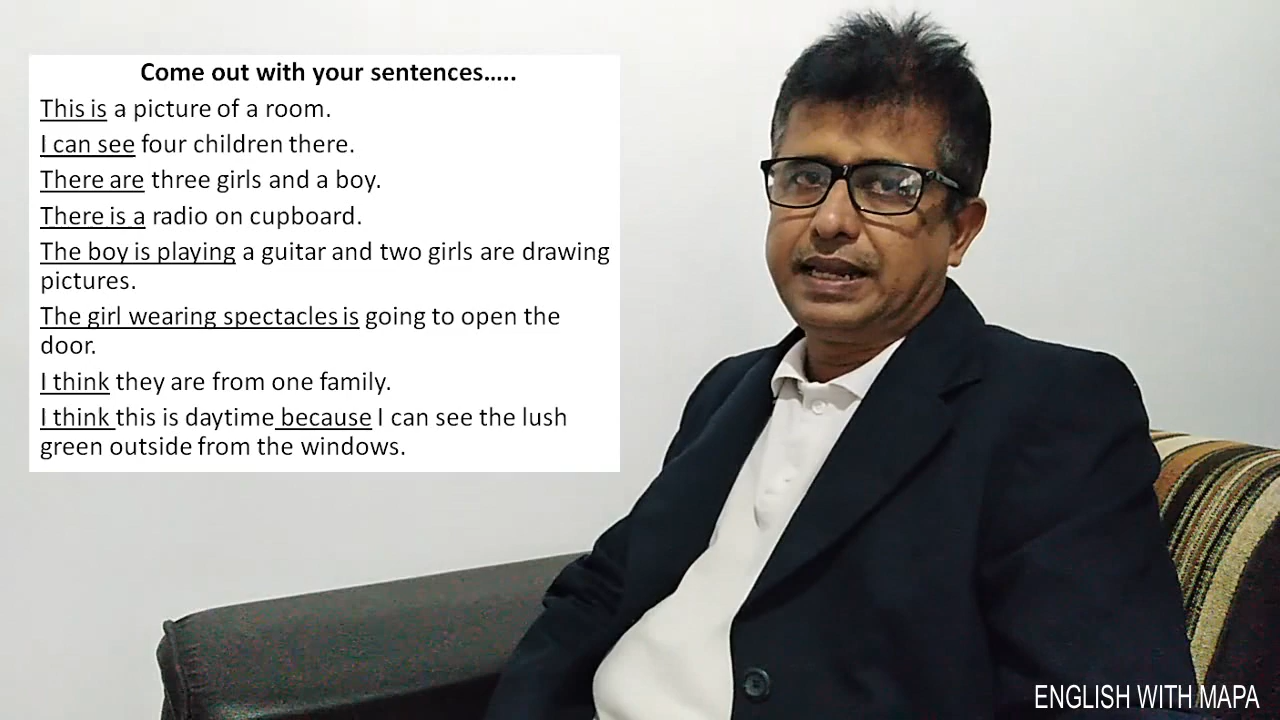 Come out with your sentences.....
This is a picture of a room.
I can see four children there.
There are three girls and a boy.
There is a radio on cupboard.
The boy is playing a guitar and two girls are drawing
pictures.
The girl wearing spectacles is going to open the
door.
I think they are from one family.
I think this is daytime because I can see the lush
green outside from the windows.
ENGLISH WITH MAPA